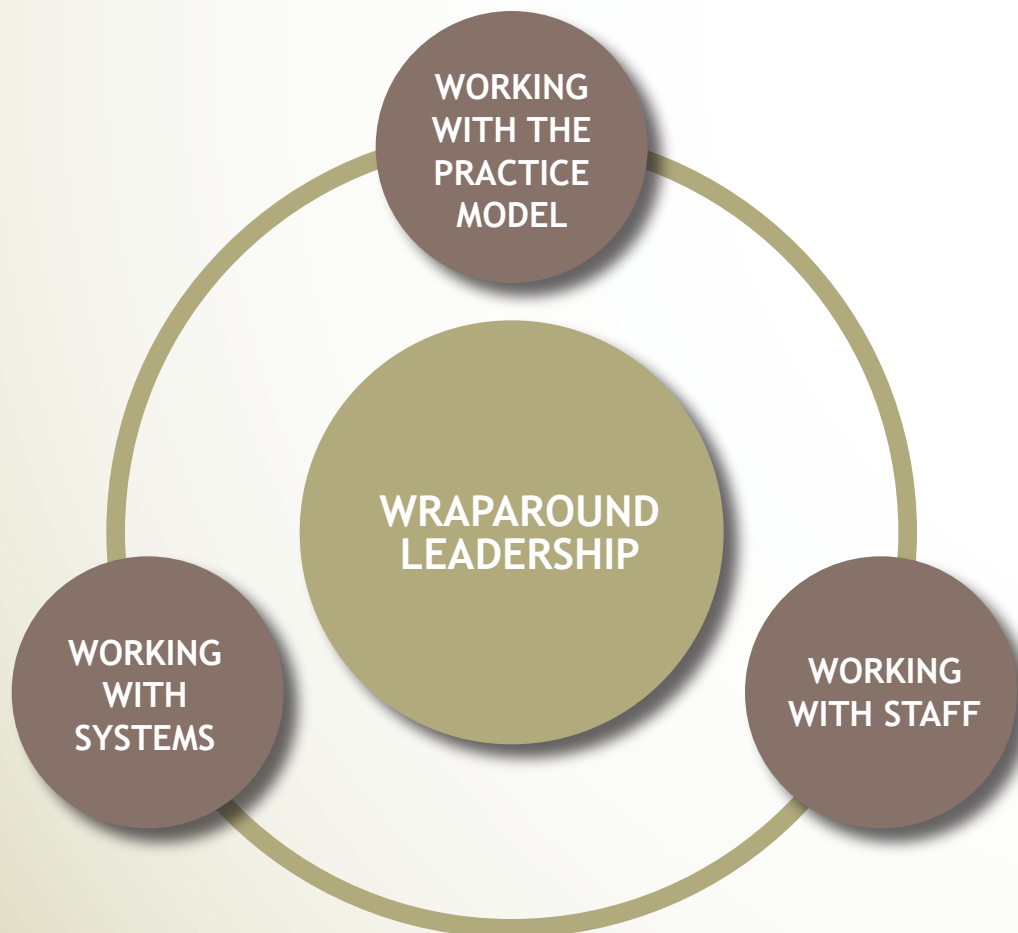 WORKING
WITH THE
PRACTICE
MODEL
WRAPAROUND
LEADERSHIP
WORKING
WITH
SYSTEMS
WORKING
WITH STAFF